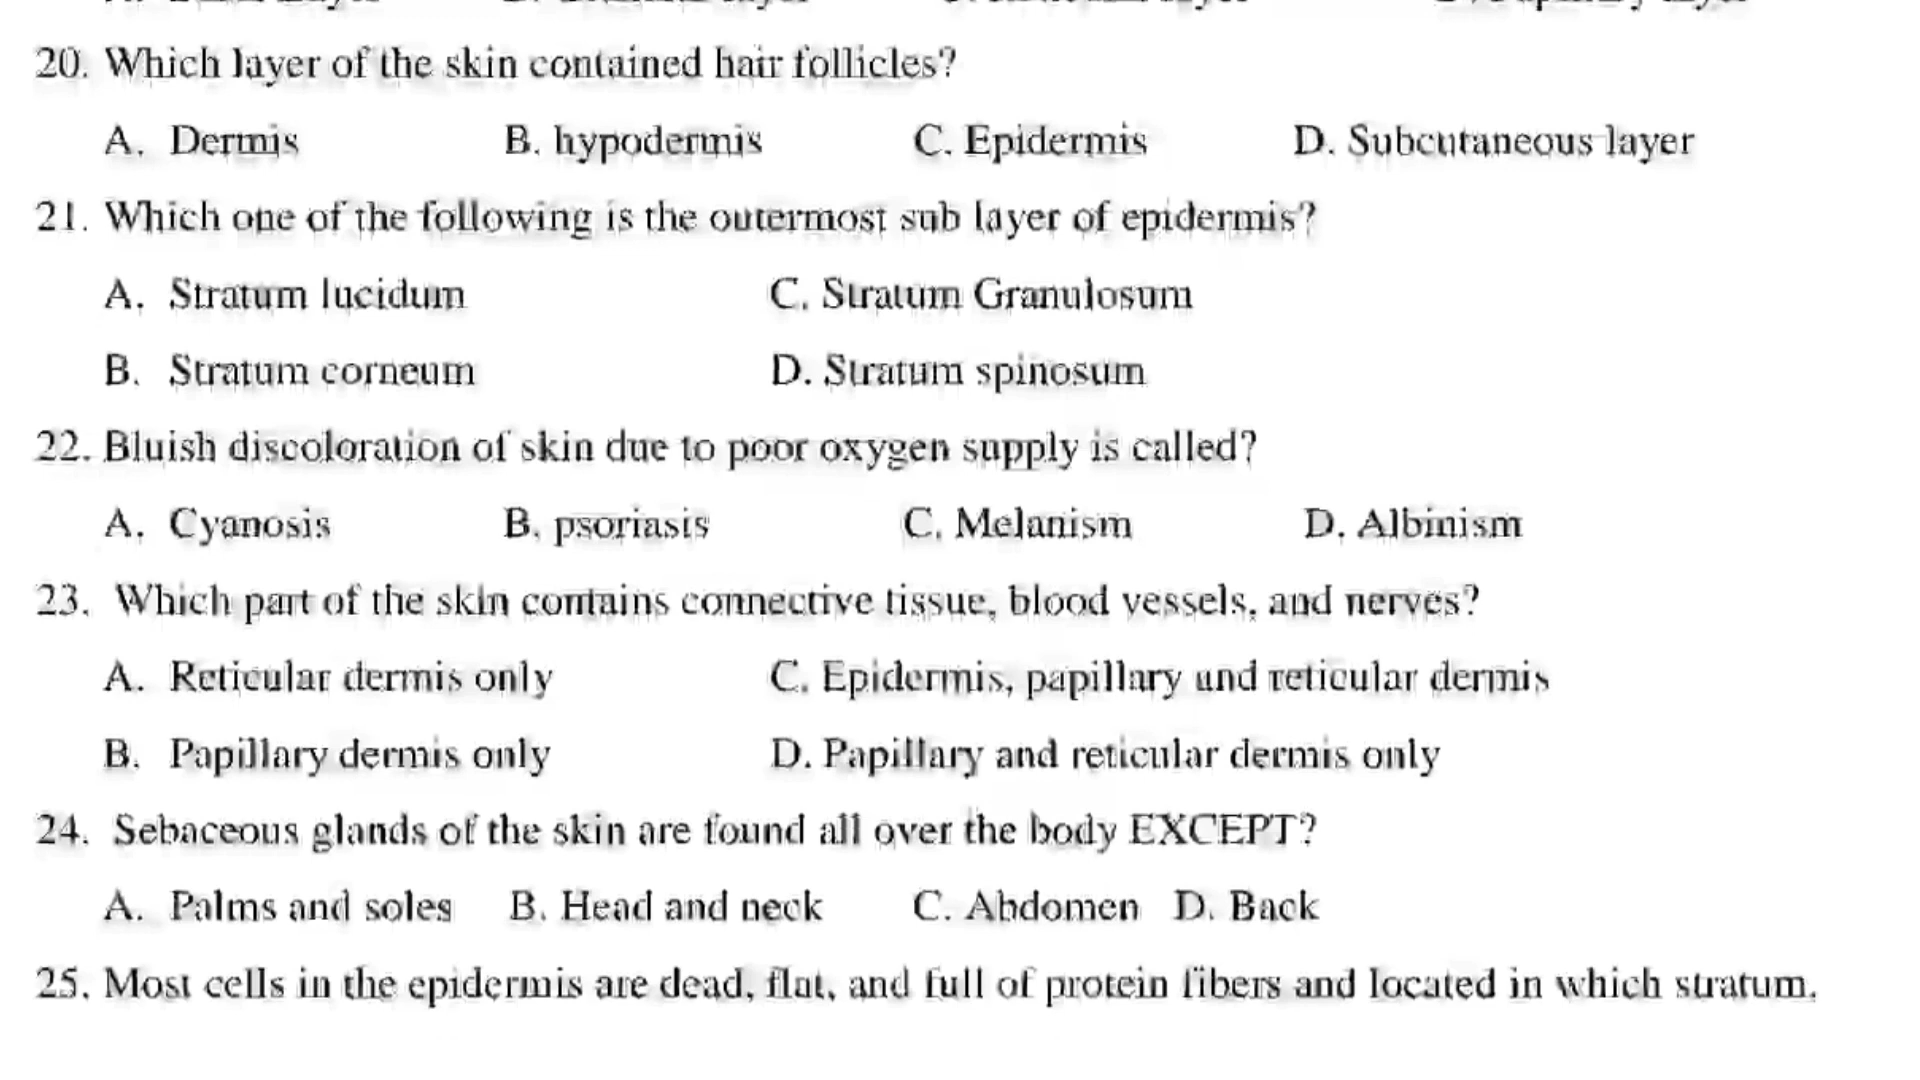 20. Which layer of the skin contained hair follicles?
A. Dermis B. hypodermis C. Epidermis D. Subcutaneous layer
21. Which one of the following is the outermost sub layer of epidermis?
A. Stratum lucidum C. Stratum Granulosum
B. Stratum corneum D. Stratum spinosum
22. Bluish discoloration of skin due to poor oxygen supply is called?
A. Cyanosis B. psoriasis C. Melanism D. Albinism
23. Which part of the skin contains connective tissue, blood vessels, and nerves?
A. Reticular dermis only C. Epidermis, papillary and reticular dermis
B. Papillary dermis only D. Papillary and reticular dermis only
24. Sebaceous glands of the skin are found all over the body EXCEPT?
A. Palms and soles B. Head and neck C. Abdomen D. Back
25. Most cells in the epidermis are dead, flat, and full of protein fibers and located in which stratum.